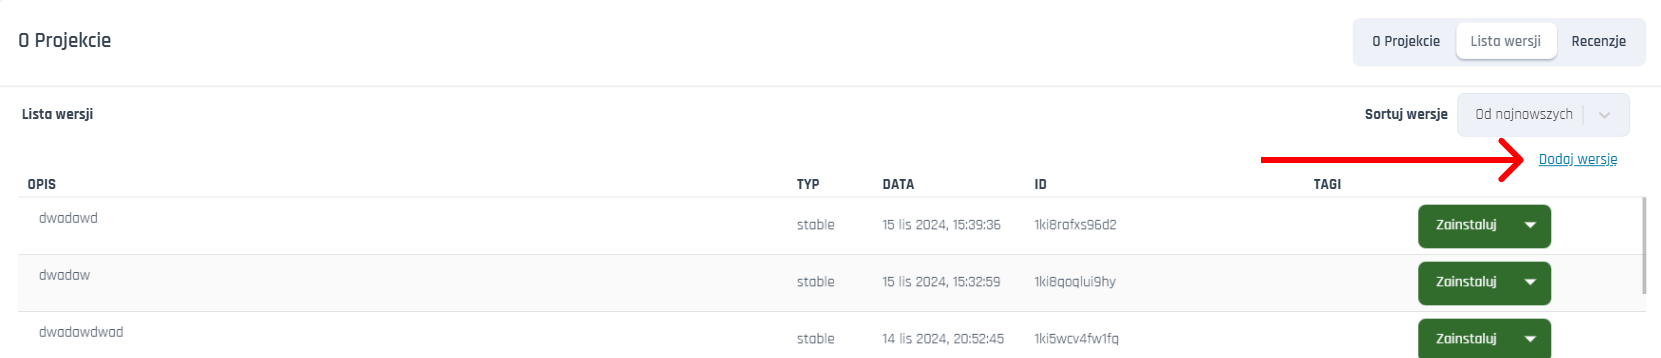 O Projekcie
O Projekcie Lista wersji Recenzje
Lista wersji
Sortuj wersje Od najnowszych
Dodaj wersję
OPIS TYP DATA ID TAGI
dwadawd stable 15 lis 2024, 15:39:36 1ki8rafxs96d2 Zainstaluj
dwadaw stable 15 lis 2024, 15:32:59 1ki8qoqlui9hy Zainstaluj
dwadawdwad stable 14 lis 2024, 20:52:45 1ki5wcv4fw1fq Zainstaluj